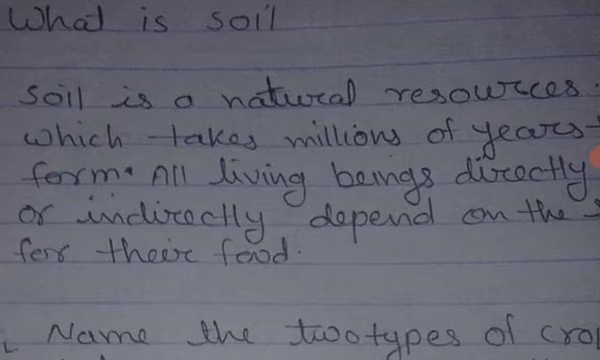 What is soil
Soil is a natural resources.
which takes millions of years
form. All living beings directly
or indirectly depend on the
for their food.
Name the two types of